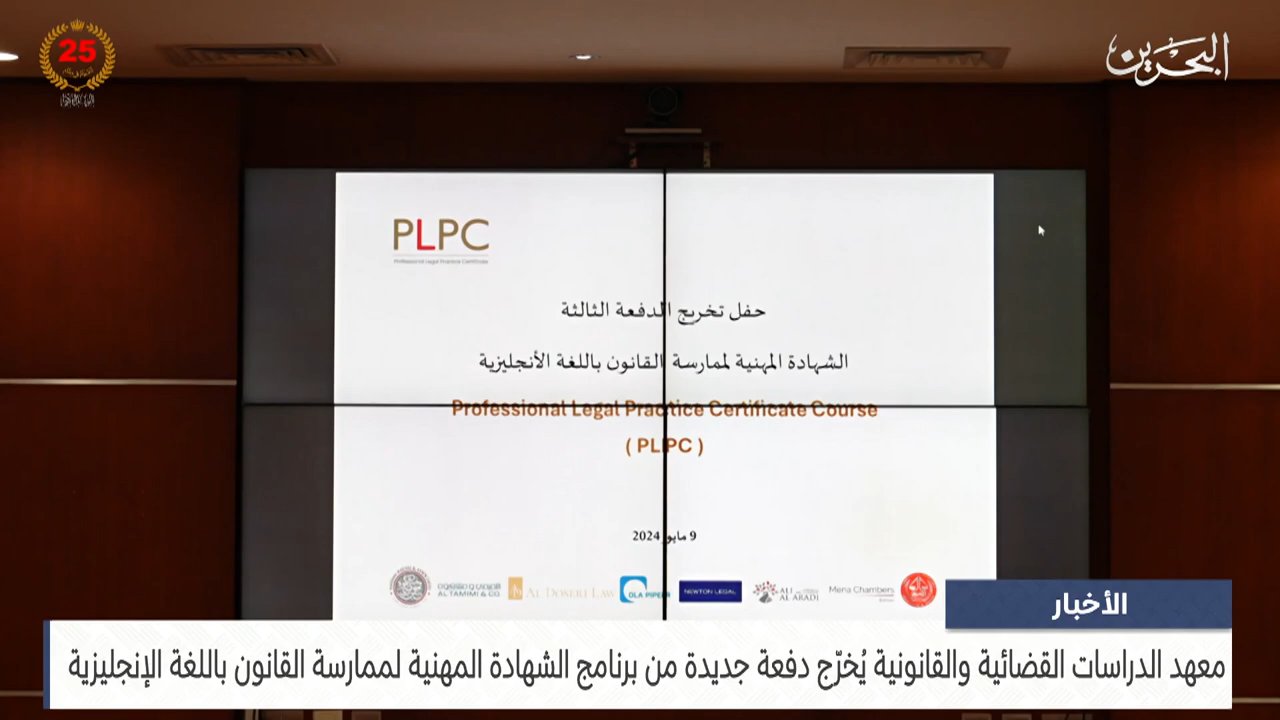 25
البحرين
PLPC
Professional Legal Practice Certificate
حفل تخريج الدفعة الثالثة
الشهادة المهنية لممارسة القانون باللغة الأنجليزية
Professional Legal Practice Certificate Course
( PLPC )
9 مايو 2024
AL TAMIMI & CO
AL DOSERI LAW
DLA PIPER
NEWTON LEGAL
ALI AL ARADI
Mena Chambers
الأخبار
معهد الدراسات القضائية والقانونية يُخرّج دفعة جديدة من برنامج الشهادة المهنية لممارسة القانون باللغة الإنجليزية